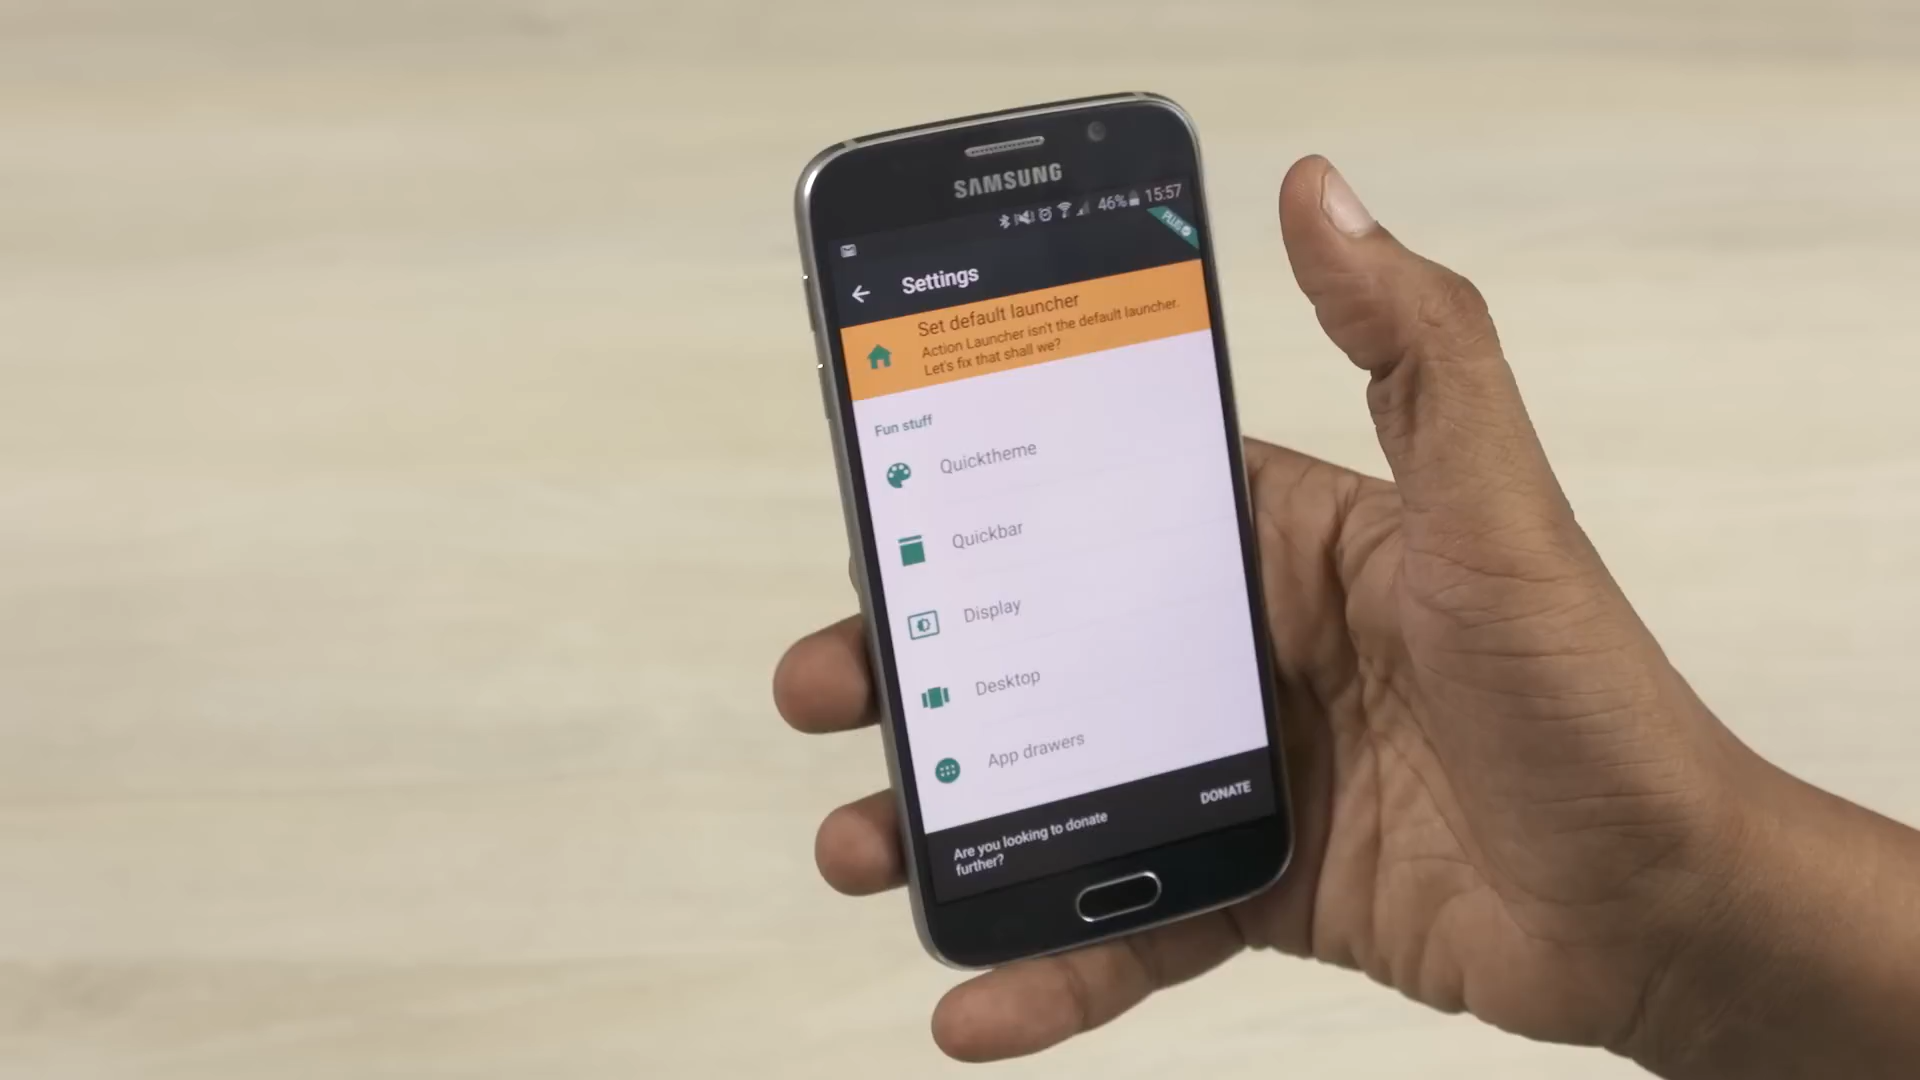 SAMSUNG
46% 15:57
PLUS
Settings
Set default launcher
Action Launcher isn't the default launcher.
Let's fix that shall we?
Fun stuff
Quicktheme
Quickbar
Display
Desktop
App drawers
Are you looking to donate
further?
DONATE